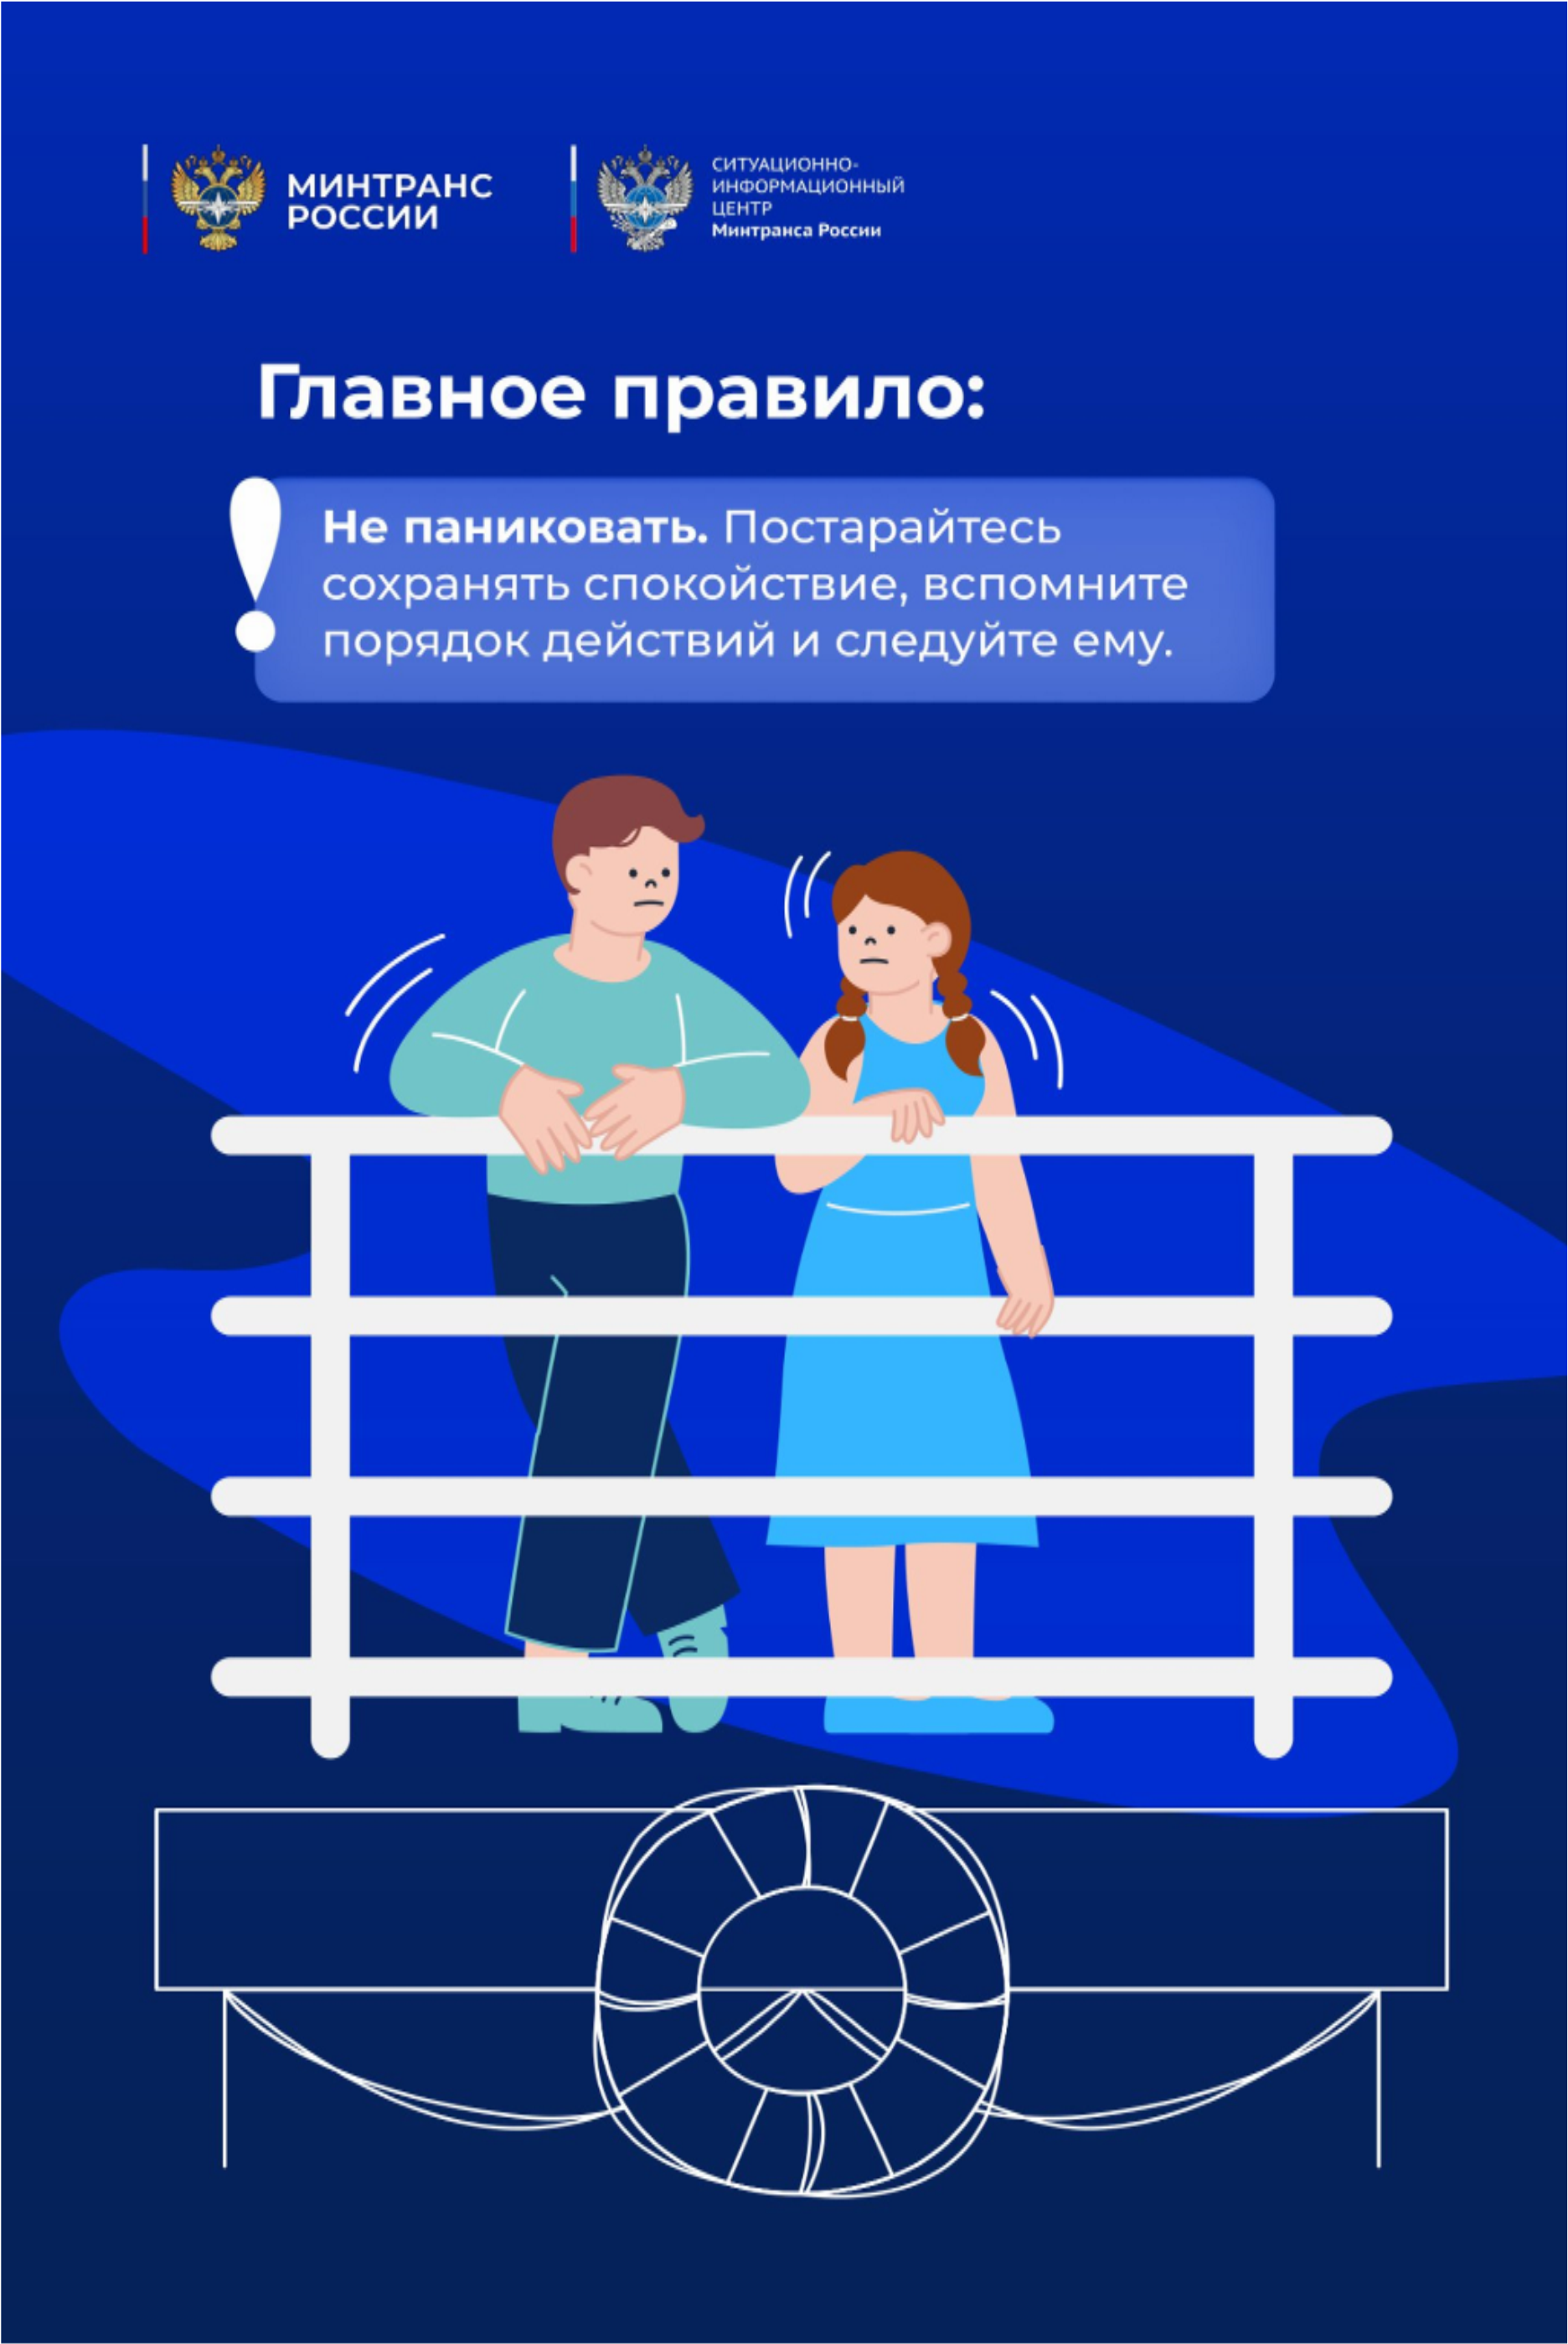 МИНТРАНС
РОССИИ
СИТУАЦИОННО-
ИНФОРМАЦИОННЫЙ
ЦЕНТР
Минтранса России
Главное правило:
Не паниковать. Постарайтесь
сохранять спокойствие, вспомните
порядок действий и следуйте ему.